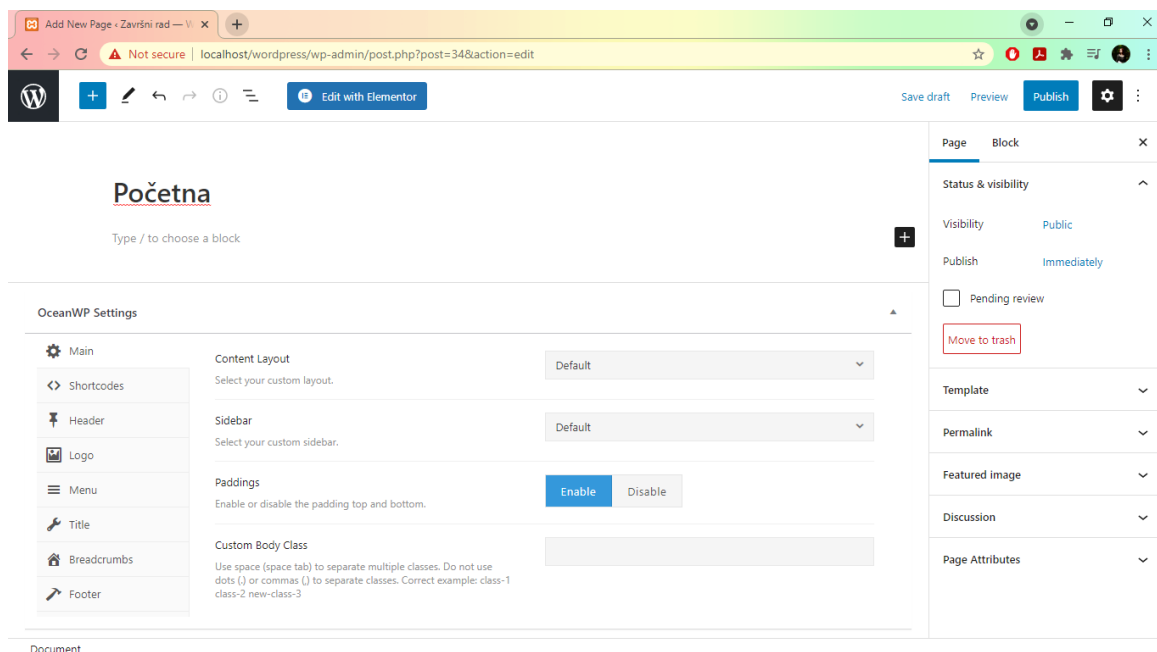 Add New Page ‹ Završni rad — W
Not secure | localhost/wordpress/wp-admin/post.php?post=34&action=edit
Edit with Elementor
Save draft Preview Publish
Page Block
Početna
Type / to choose a block
Status & visibility
Visibility Public
Publish Immediately
Pending review
Move to trash
Template
Permalink
Featured image
Discussion
Page Attributes
OceanWP Settings
Main
Shortcodes
Header
Logo
Menu
Title
Breadcrumbs
Footer
Content Layout
Select your custom layout.
Default
Sidebar
Select your custom sidebar.
Default
Paddings
Enable or disable the padding top and bottom.
Enable Disable
Custom Body Class
Use space (space tab) to separate multiple classes. Do not use
dots (.) or commas (,) to separate classes. Correct example: class-1
class-2 new-class-3
Document